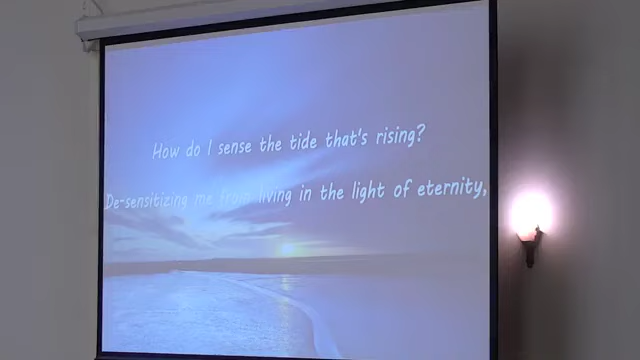 How do I sense the tide that's rising?
De-sensitizing me from living in the light of eternity,